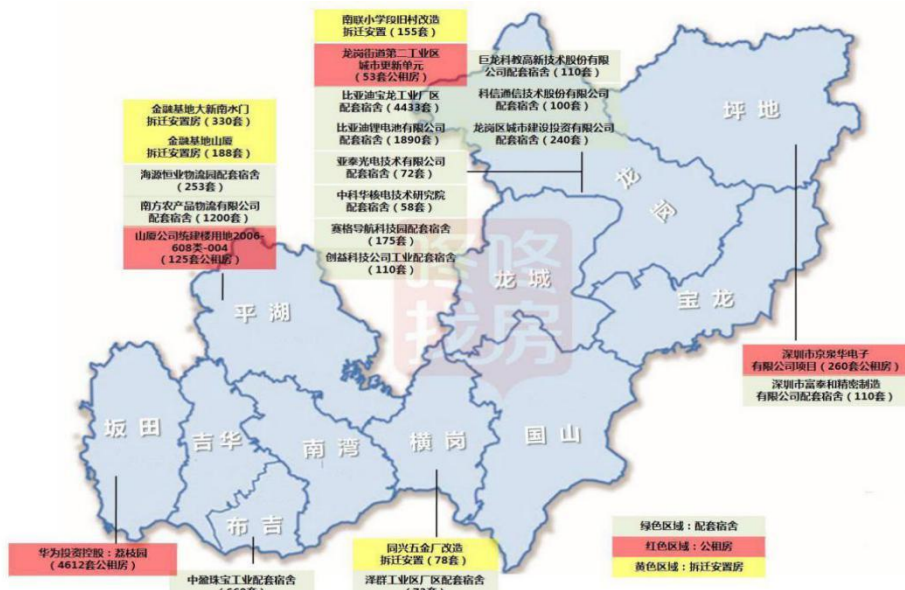 南联小学段旧村改造
拆迁安置（155套）
龙岗街道第二工业区
城市更新单元
（53套公租房）
比亚迪宝龙工业厂区
配套宿舍（4433套）
比亚迪锂电池有限公司
配套宿舍（1890套）
亚泰光电技术有限公司
配套宿舍（72套）
中科华核电技术研究院
配套宿舍（58套）
赛格导航科技园配套宿舍
（175套）
创益科技公司工业配套宿舍
（110套）
巨龙科教高新技术股份有限
公司配套宿舍（110套）
科信通信技术股份有限公司
配套宿舍（100套）
龙岗区城市建设投资有限公司
配套宿舍（240套）
金融基地大新南水门
拆迁安置房（330套）
金融基地山厦
拆迁安置房（188套）
海源恒业物流园配套宿舍
（253套）
南方农产品物流有限公司
配套宿舍（1200套）
山厦公司统建楼用地2006-
608类-004
（125套公租房）
坪地
龙岗
龙城
宝龙
平湖
坂田
吉华
南湾
横岗
国山
布吉
咚咚
找房
深圳市京泉华电子
有限公司项目（260套公租房）
深圳市富泰和精密制造
有限公司配套宿舍（110套）
华为投资控股：荔枝园
（4612套公租房）
中盈珠宝工业配套宿舍
同兴五金厂改造
拆迁安置（78套）
泽群工业区厂区配套宿舍
绿色区域：配套宿舍
红色区域：公租房
黄色区域：拆迁安置房